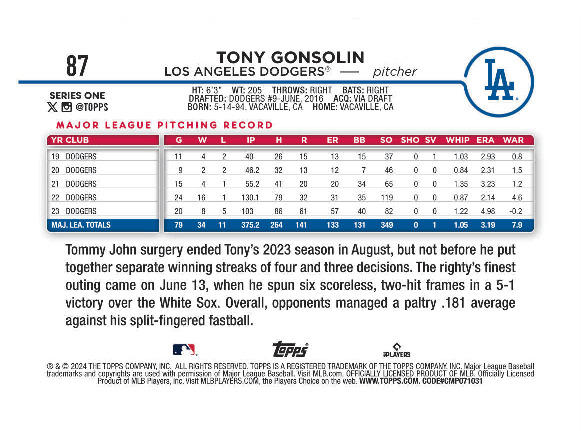 87
TONY GONSOLIN
LOS ANGELES DODGERS® — pitcher
LA
SERIES ONE
@TOPPS
HT: 6'3" WT: 205 THROWS: RIGHT BATS: RIGHT
DRAFTED: DODGERS #9-JUNE, 2016 ACQ: VIA DRAFT
BORN: 5-14-94, VACAVILLE, CA HOME: VACAVILLE, CA
MAJOR LEAGUE PITCHING RECORD
YR CLUB G W L IP H R ER BB SO SHO SV WHIP ERA WAR
19 DODGERS 11 4 2 40 26 15 13 15 37 0 1 1.03 2.93 0.8
20 DODGERS 9 2 2 46.2 32 13 12 7 46 0 0 0.84 2.31 1.5
21 DODGERS 15 4 1 55.2 41 20 20 34 65 0 0 1.35 3.23 1.2
22 DODGERS 24 16 1 130.1 79 32 31 35 119 0 0 0.87 2.14 4.6
23 DODGERS 20 8 5 103 86 61 57 40 82 0 0 1.22 4.98 -0.2
MAJ. LEA. TOTALS 79 34 11 375.2 264 141 133 131 349 0 1 1.05 3.19 7.9
Tommy John surgery ended Tony's 2023 season in August, but not before he put
together separate winning streaks of four and three decisions. The righty's finest
outing came on June 13, when he spun six scoreless, two-hit frames in a 5-1
victory over the White Sox. Overall, opponents managed a paltry .181 average
against his split-fingered fastball.
Topps
MLB PLAYERS
® & © 2024 THE TOPPS COMPANY, INC. ALL RIGHTS RESERVED. TOPPS IS A REGISTERED TRADEMARK OF THE TOPPS COMPANY, INC. Major League Baseball
trademarks and copyrights are used with permission of Major League Baseball. Visit MLB.com. OFFICIALLY LICENSED PRODUCT OF MLB. Officially Licensed
Product of MLB Players, Inc. Visit MLBPLAYERS.COM, the Players Choice on the web. WWW.TOPPS.COM. CODE#CMP071031